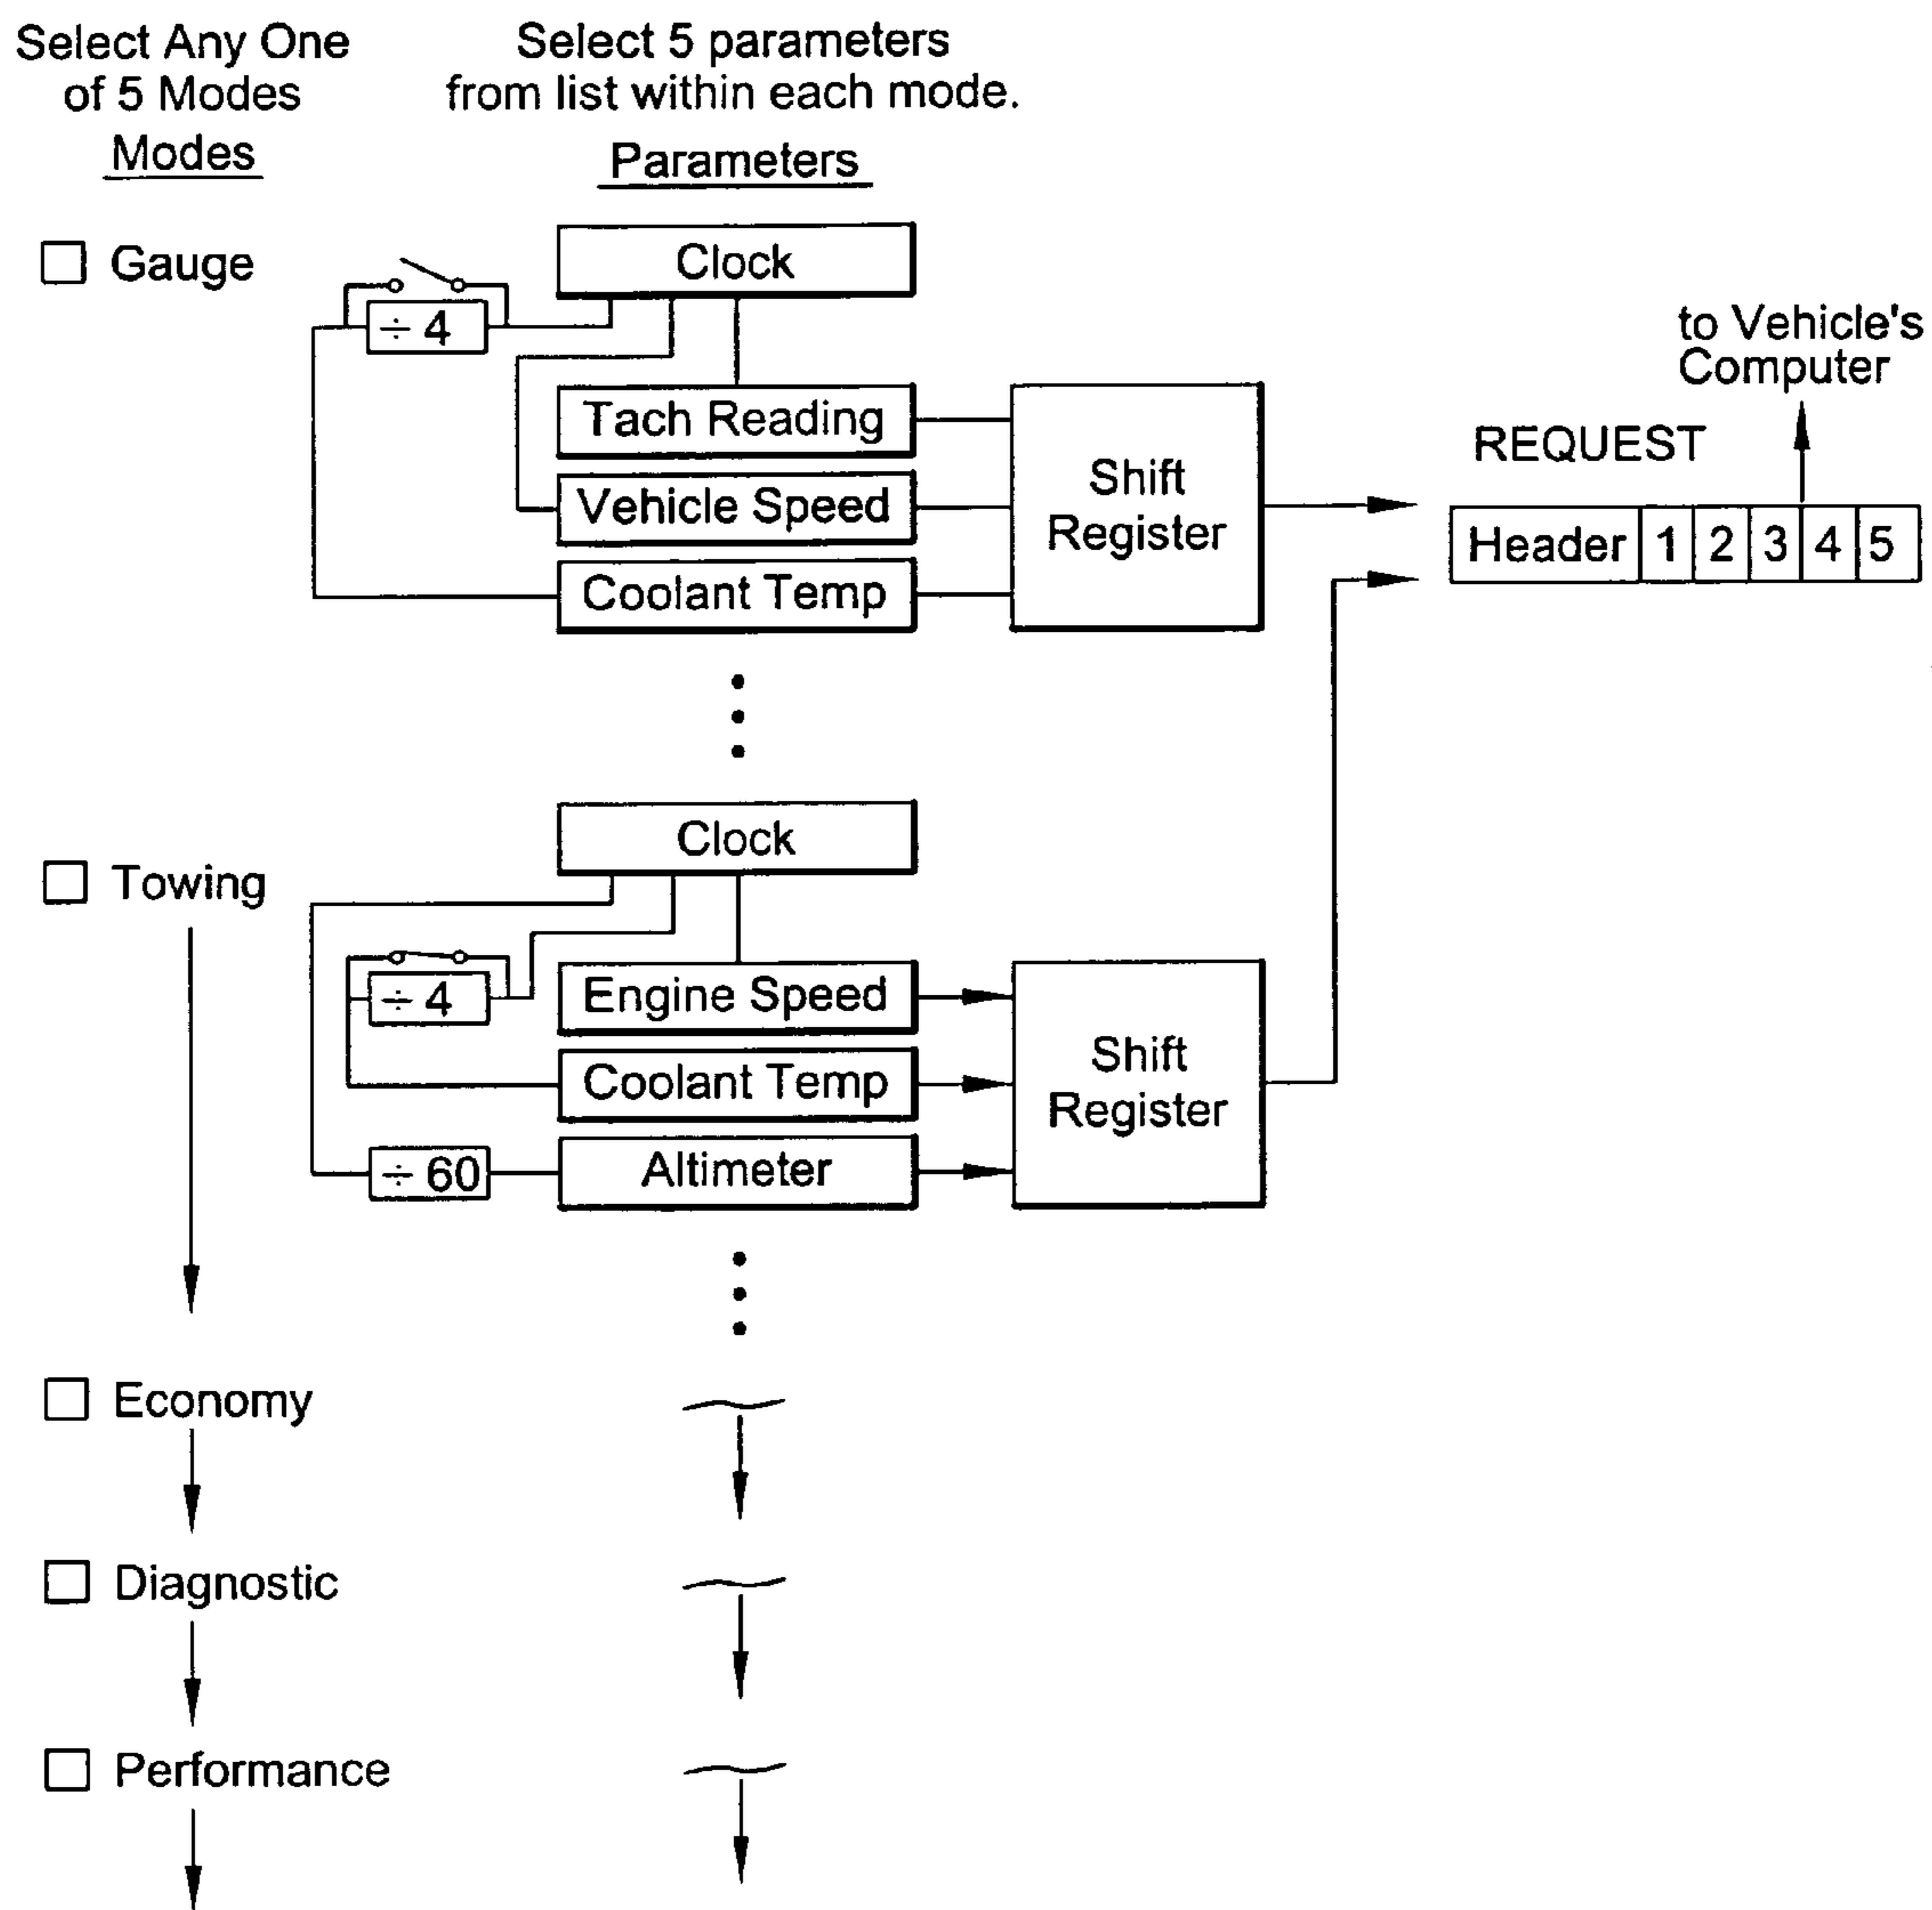 Select Any One
of 5 Modes
Modes
Select 5 parameters
from list within each mode.
Parameters
Gauge
Clock
÷ 4
Tach Reading
Vehicle Speed
Coolant Temp
Shift
Register
to Vehicle's
Computer
REQUEST
Header 1 2 3 4 5
Towing
Clock
÷ 4
Engine Speed
Coolant Temp
÷ 60
Altimeter
Shift
Register
Economy
Diagnostic
Performance